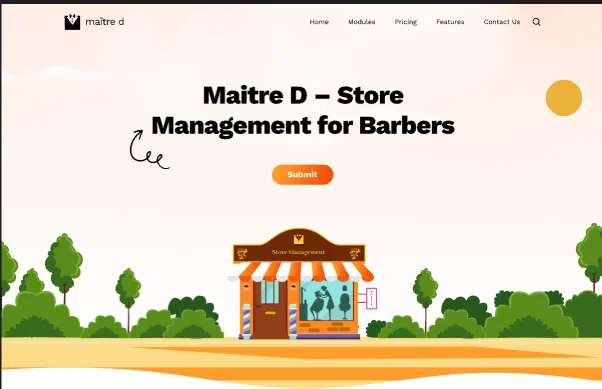 maître d
Home Modules Pricing Features Contact Us
Maitre D – Store
Management for Barbers
Submit
Store Management